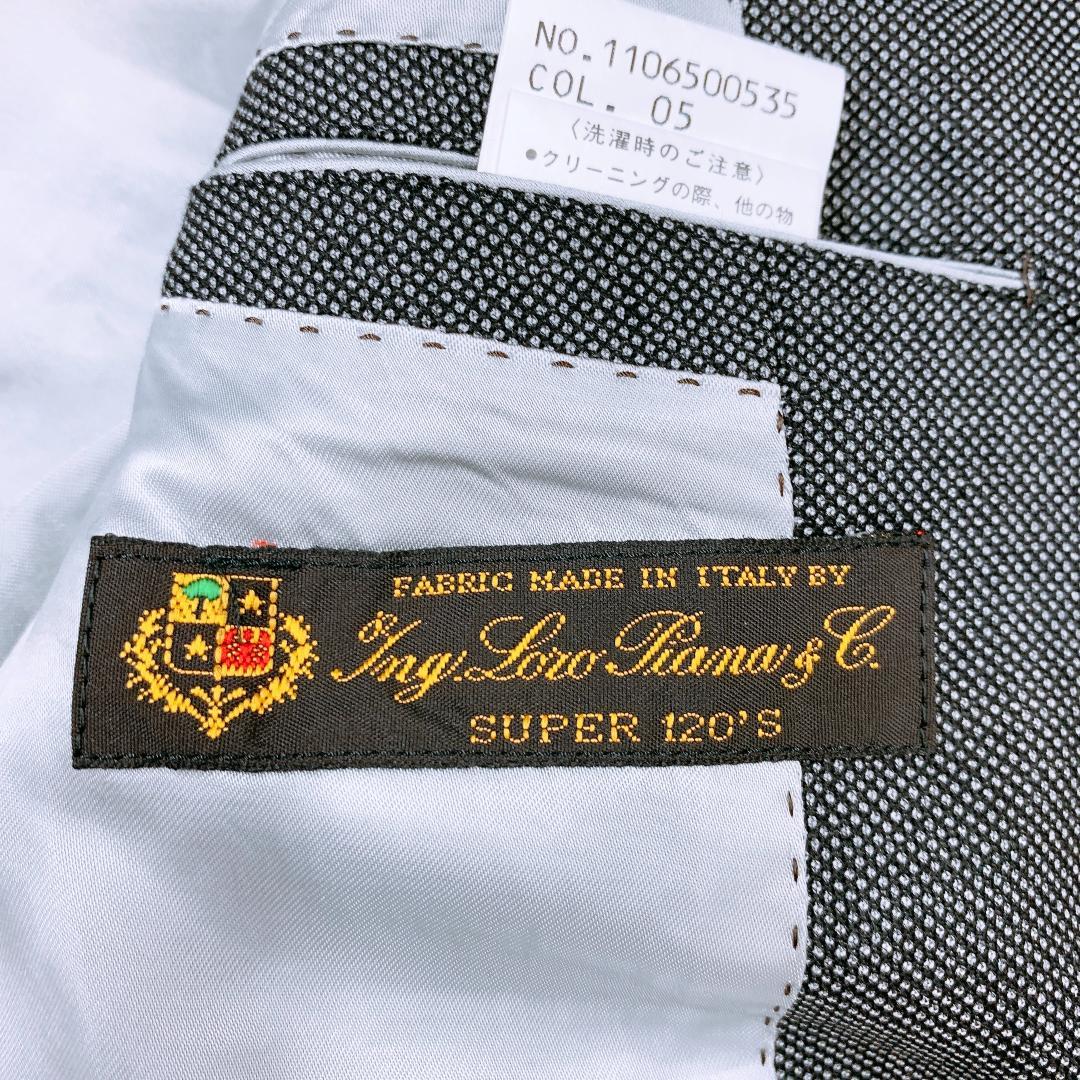 NO.1106500535
COL. 05
〈洗濯時のご注意〉
●クリーニングの際、他の物
FABRIC MADE IN ITALY BY
Ing. Loro Piana & C.
SUPER 120'S